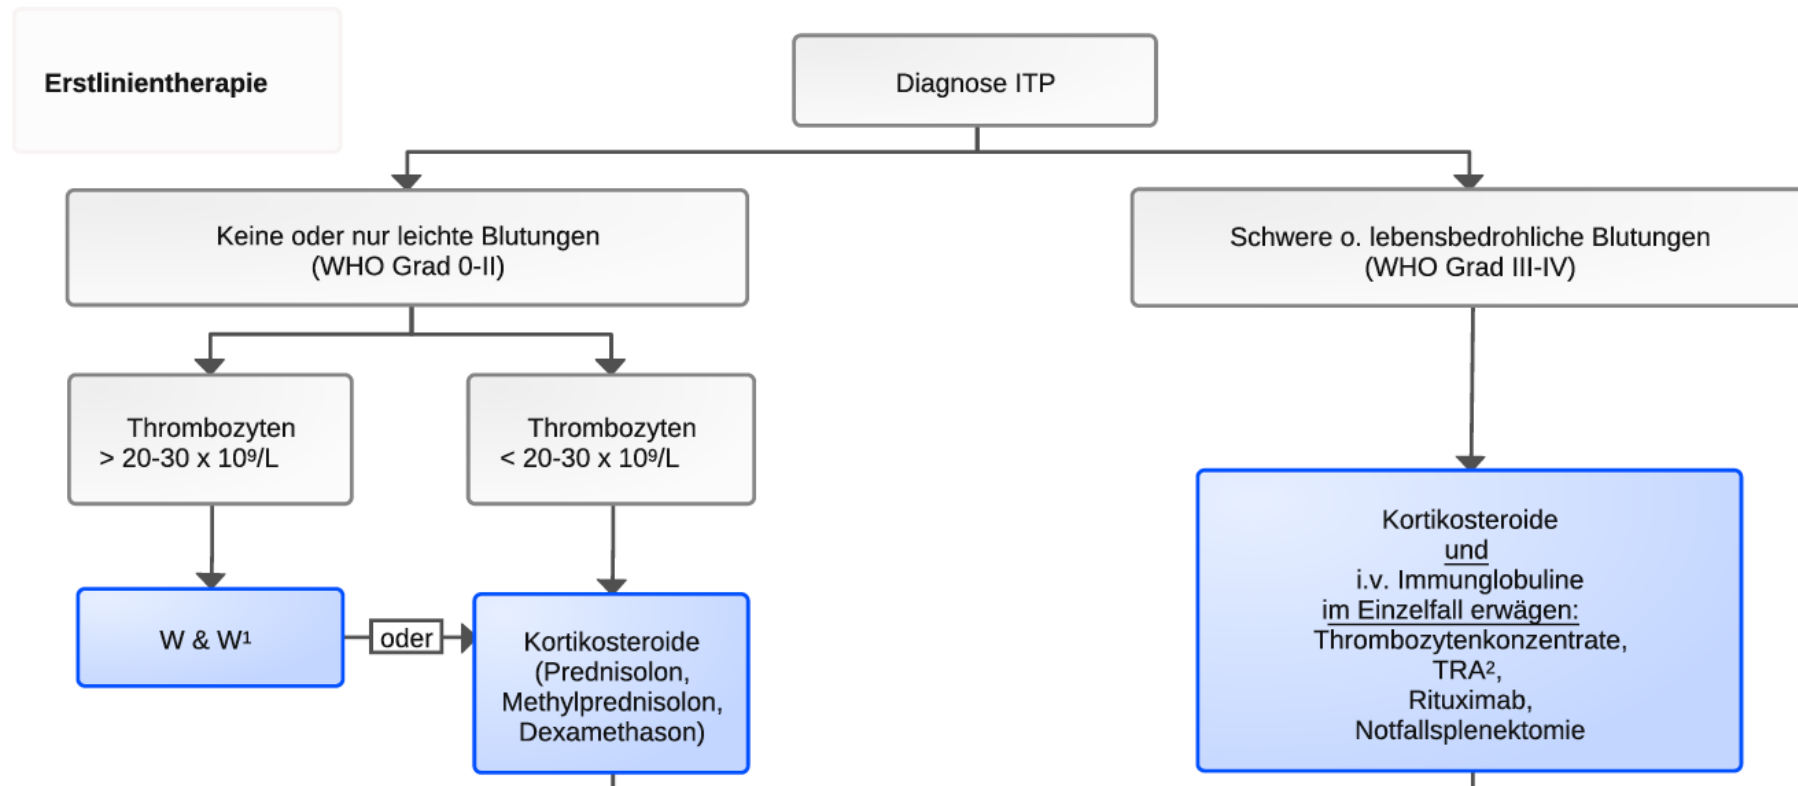 Erstlinientherapie
Diagnose ITP
Keine oder nur leichte Blutungen
(WHO Grad 0-II)
Schwere o. lebensbedrohliche Blutungen
(WHO Grad III-IV)
Thrombozyten
> 20-30 x 10⁹/L
Thrombozyten
< 20-30 x 10⁹/L
W & W¹
oder
Kortikosteroide
(Prednisolon,
Methylprednisolon,
Dexamethason)
Kortikosteroide
und
i.v. Immunglobuline
im Einzelfall erwägen:
Thrombozytenkonzentrate,
TRA²,
Rituximab,
Notfallsplenektomie